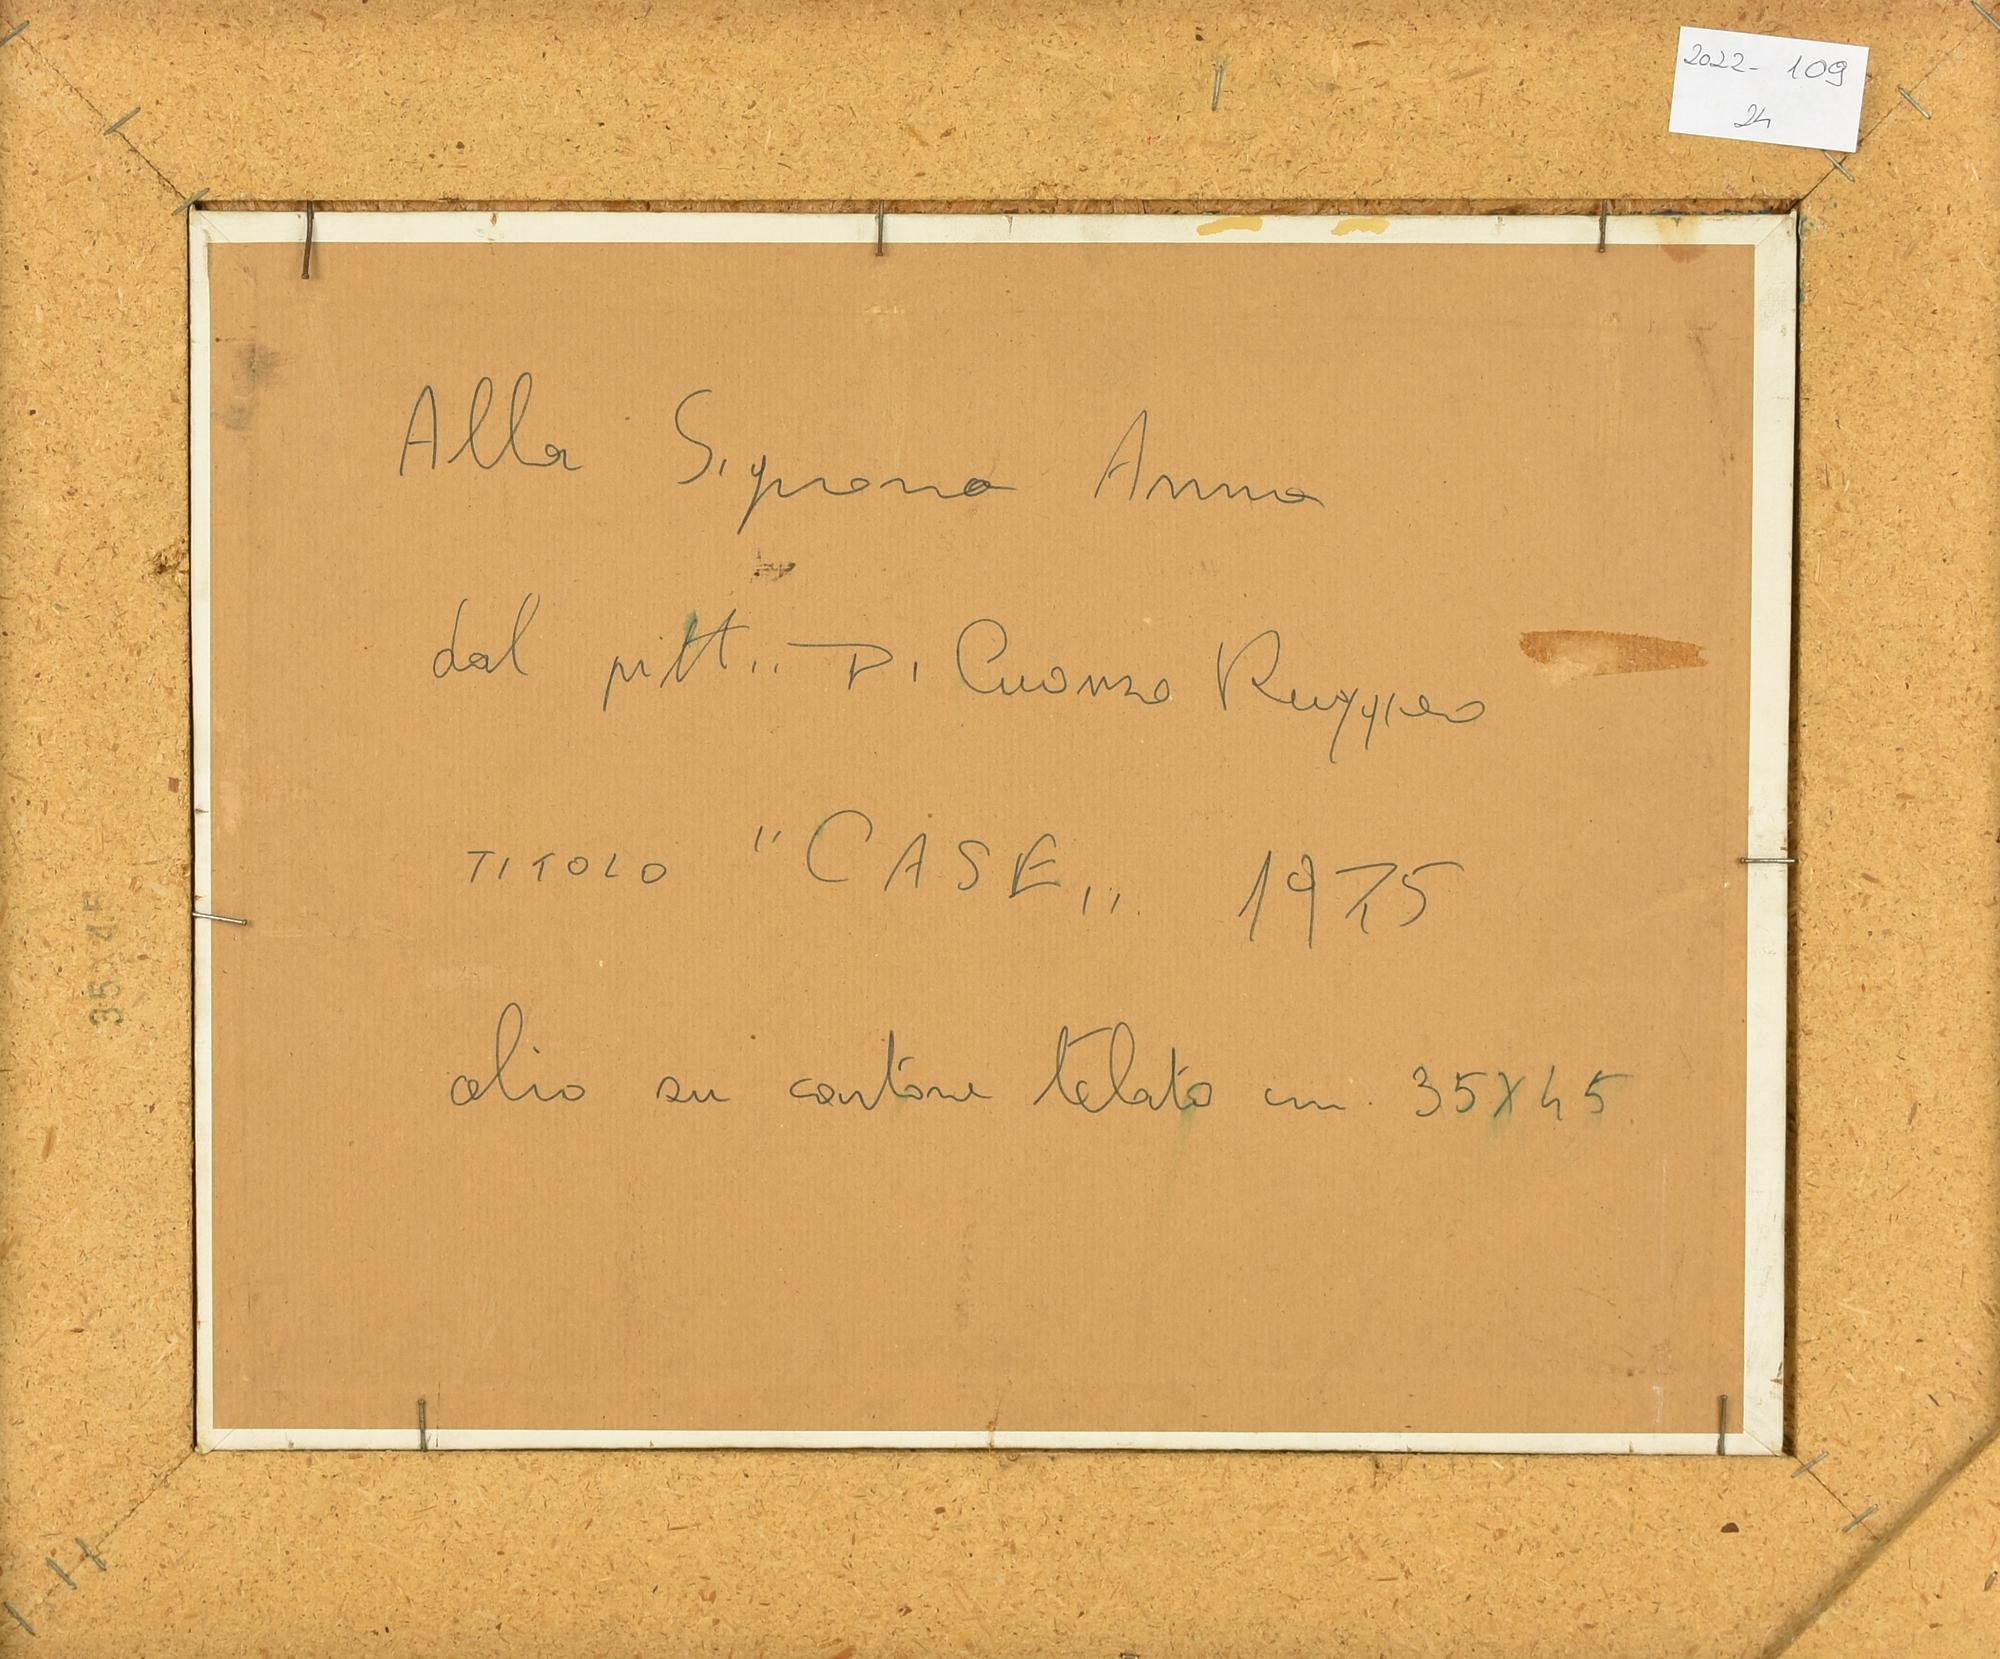 2022- 109
24
Alla Signora Anna
dal pitt.. Di Cuonzo Ruggiero
TITOLO "CASE,, 1975
olio su cartone telato cm. 35X45
35X45